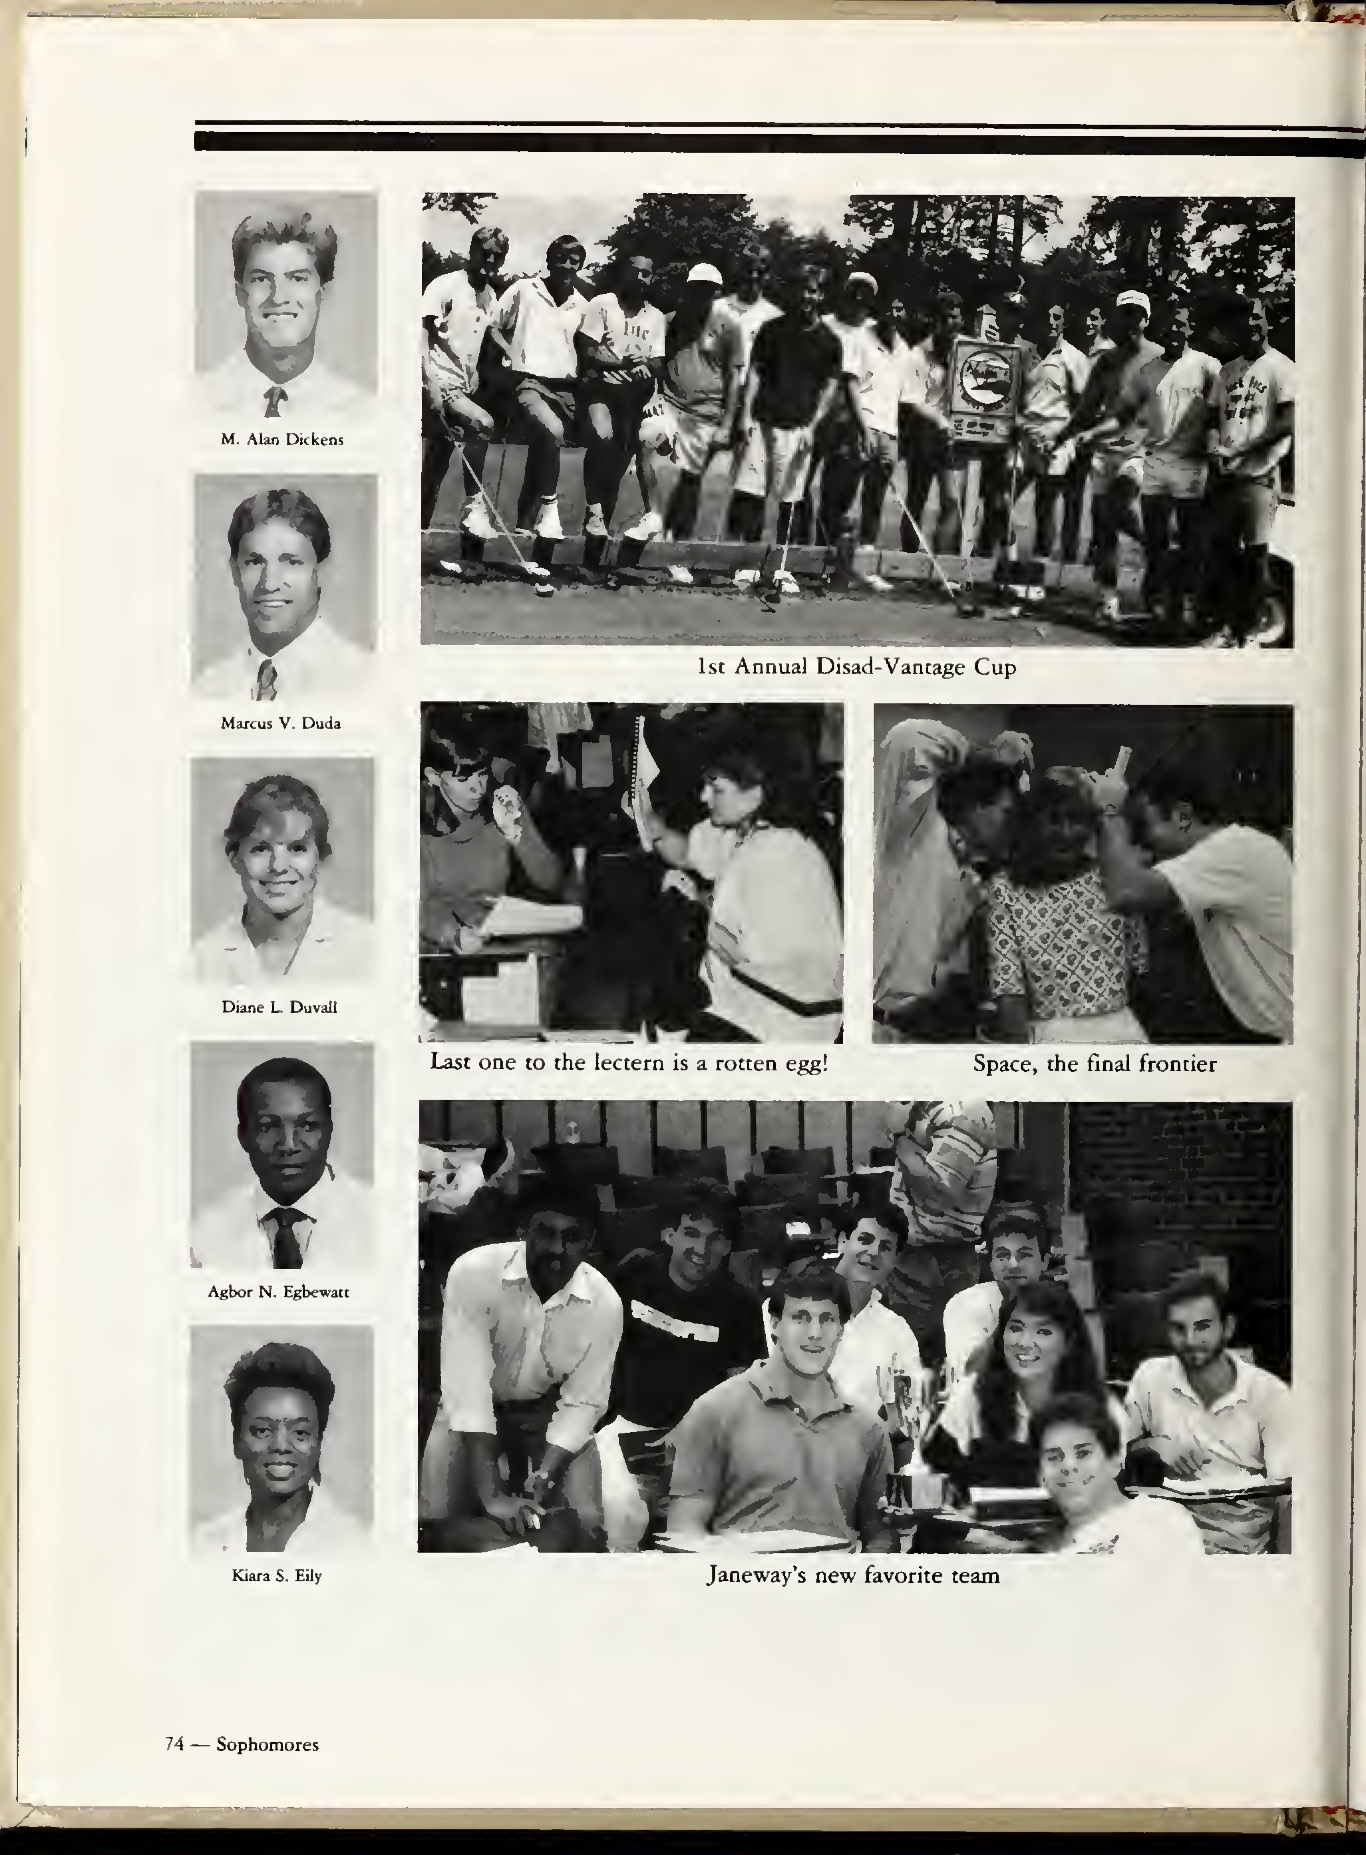 M. Alan Dickens
Marcus V. Duda
Diane L. Duvall
Agbor N. Egbewatt
Kiara S. Eily
lite
1st Annual Disad-Vantage Cup
Last one to the lectern is a rotten egg!
Space, the final frontier
Janeway's new favorite team
74 — Sophomores